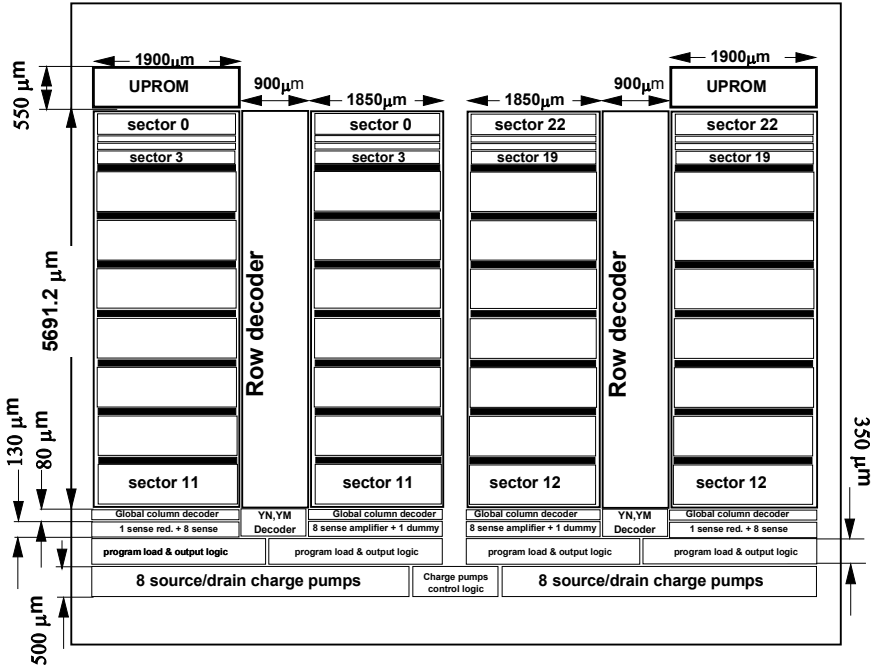 1900μm
1900μm
550 μm
UPROM
900μm
900μm
UPROM
1850μm
1850μm
sector 0
sector 0
sector 22
sector 22
sector 3
sector 3
sector 19
sector 19
5691.2 μm
Row decoder
Row decoder
130 μm
80 μm
350 μm
sector 11
sector 11
sector 12
sector 12
Global column decoder
YN,YM
Decoder
Global column decoder
Global column decoder
YN,YM
Decoder
Global column decoder
1 sense red. + 8 sense
8 sense amplifier + 1 dummy
8 sense amplifier + 1 dummy
1 sense red. + 8 sense
program load & output logic
program load & output logic
program load & output logic
program load & output logic
8 source/drain charge pumps
Charge pumps
control logic
8 source/drain charge pumps
500 μm